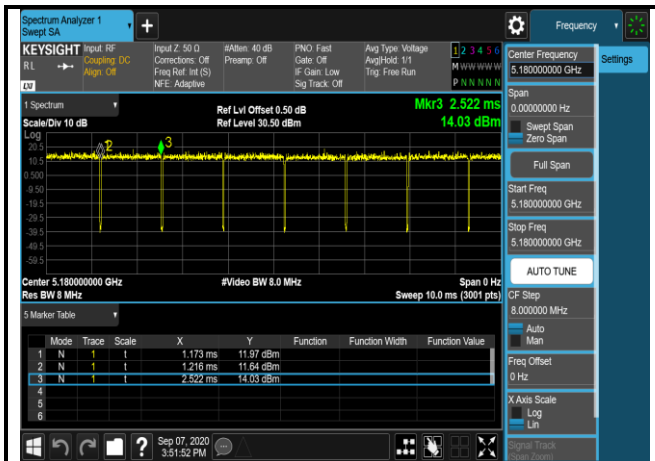 Spectrum Analyzer 1
Swept SA
Frequency
KEYSIGHT
RL
LXI
Input: RF
Coupling: DC
Align: Off
Input Z: 50 Ω
Corrections: Off
Freq Ref: Int (S)
NFE: Adaptive
#Atten: 40 dB
Preamp: Off
PNO: Fast
Gate: Off
IF Gain: Low
Sig Track: Off
Avg Type: Voltage
Avg|Hold: 1/1
Trig: Free Run
1 2 3 4 5 6
M W W W W W
P N N N N N
1 Spectrum
Scale/Div 10 dB
Ref Lvl Offset 0.50 dB
Ref Level 30.50 dBm
Mkr3 2.522 ms
14.03 dBm
Log
20.5
0.500
-9.50
-19.5
-29.5
-39.5
-49.5
-59.5
2
3
Center 5.180000000 GHz
Res BW 8 MHz
#Video BW 8.0 MHz
Span 0 Hz
Sweep 10.0 ms (3001 pts)
5 Marker Table
Mode Trace Scale X Y Function Function Width Function Value
1 N 1 t 1.173 ms 11.97 dBm
2 N 1 t 1.216 ms 11.64 dBm
3 N 1 t 2.522 ms 14.03 dBm
4
5
6
Sep 07, 2020
3:51:52 PM
Center Frequency
5.180000000 GHz
Settings
Span
0.00000000 Hz
Swept Span
Zero Span
Full Span
Start Freq
5.180000000 GHz
Stop Freq
5.180000000 GHz
AUTO TUNE
CF Step
8.000000 MHz
Auto
Man
Freq Offset
0 Hz
X Axis Scale
Log
Lin
Signal Track
(Span Zoom)